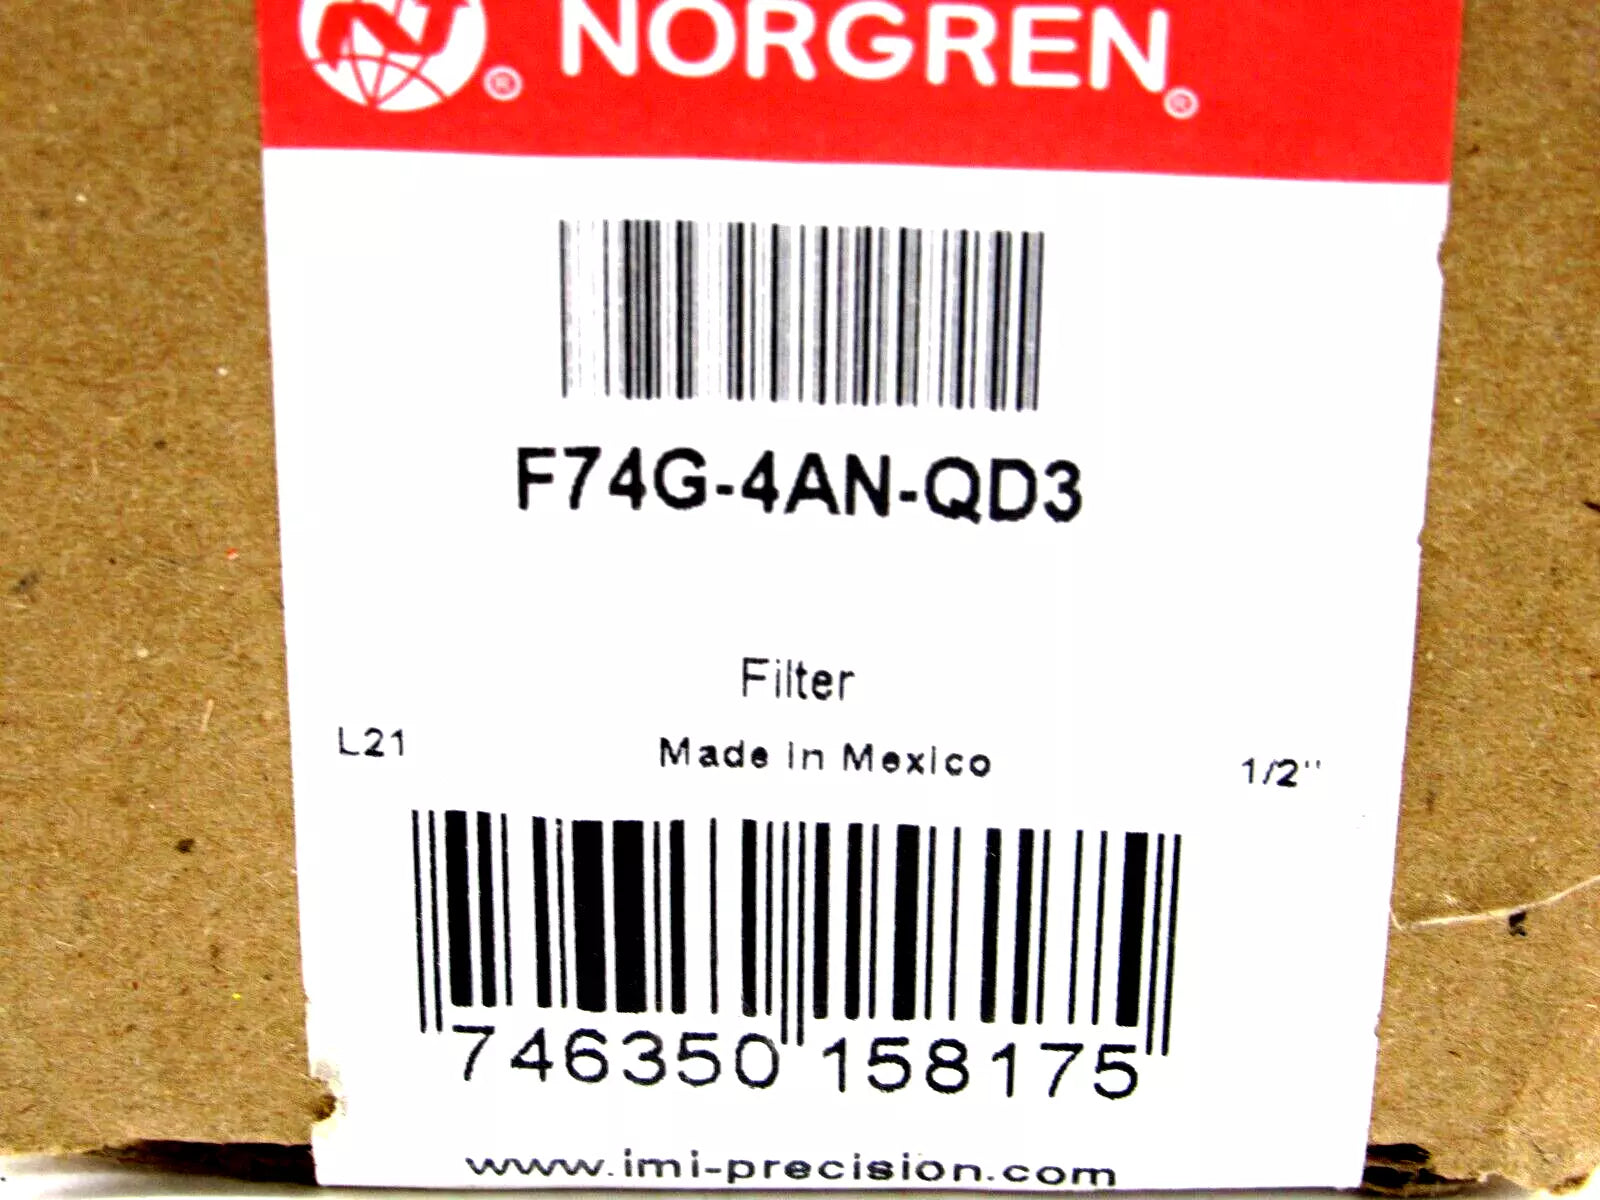 NORGREN®
F74G-4AN-QD3
Filter
L21 Made in Mexico 1/2"
746350 158175
www.imi-precision.com